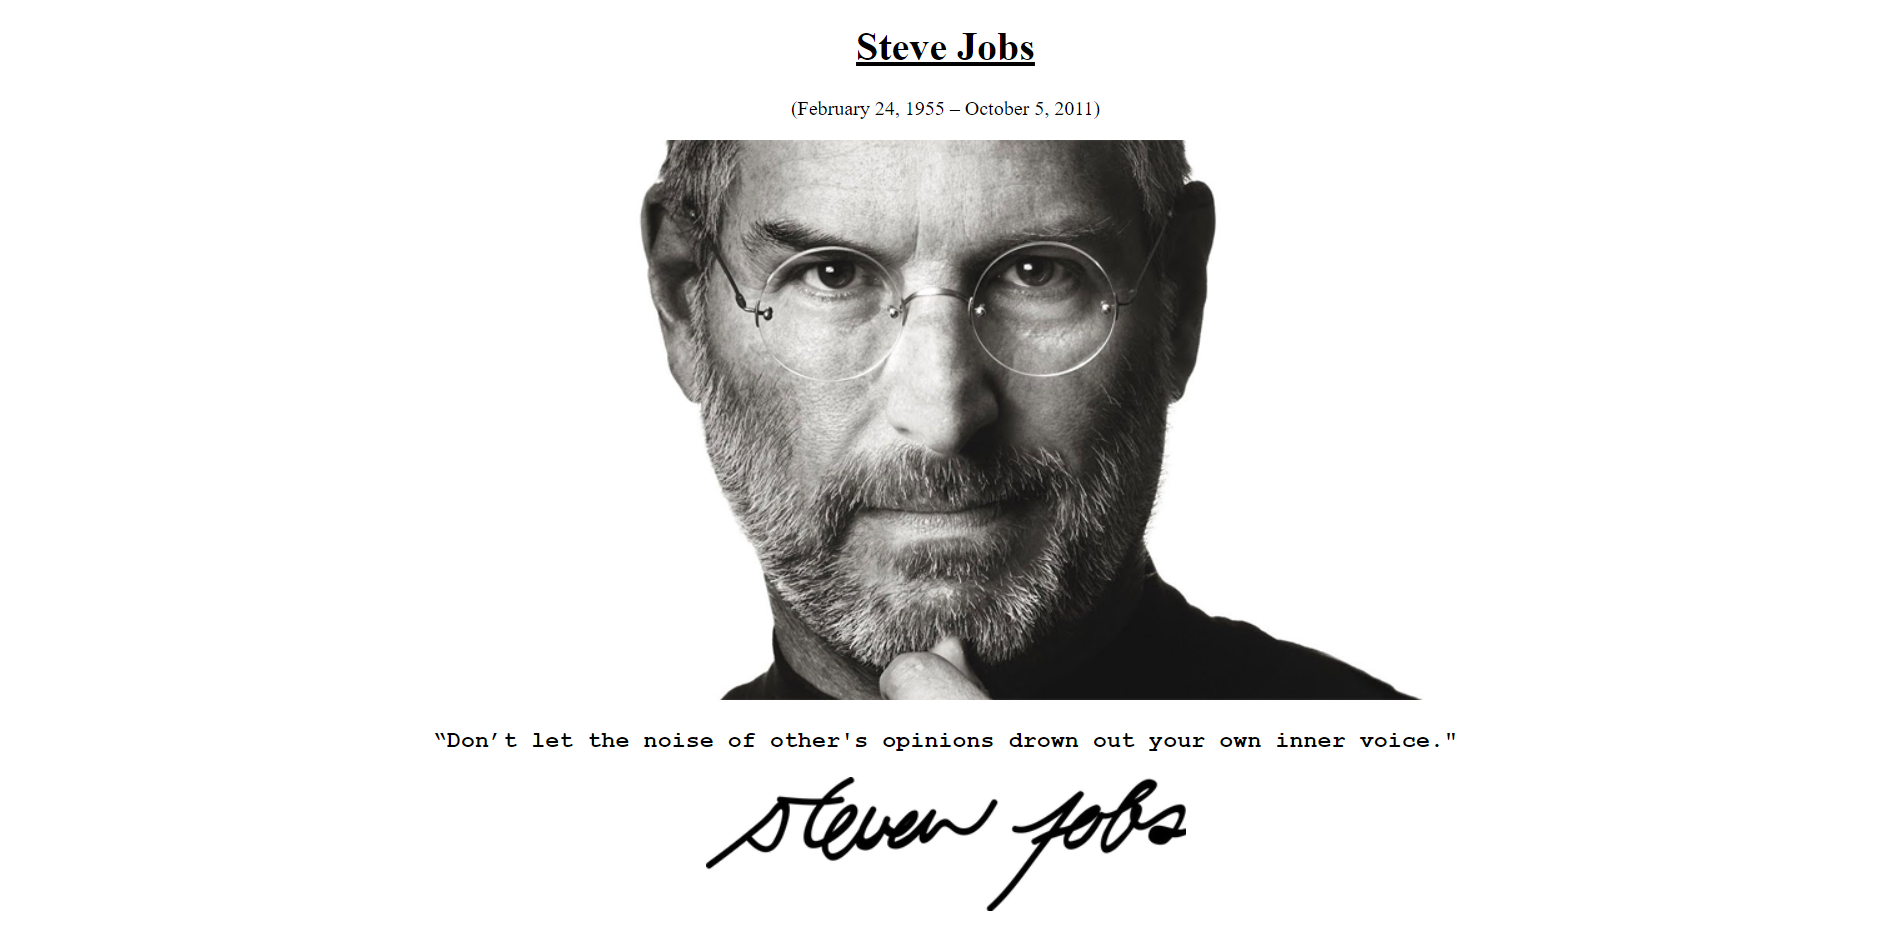 Steve Jobs
(February 24, 1955 – October 5, 2011)
“Don’t let the noise of other's opinions drown out your own inner voice."
steven jobs